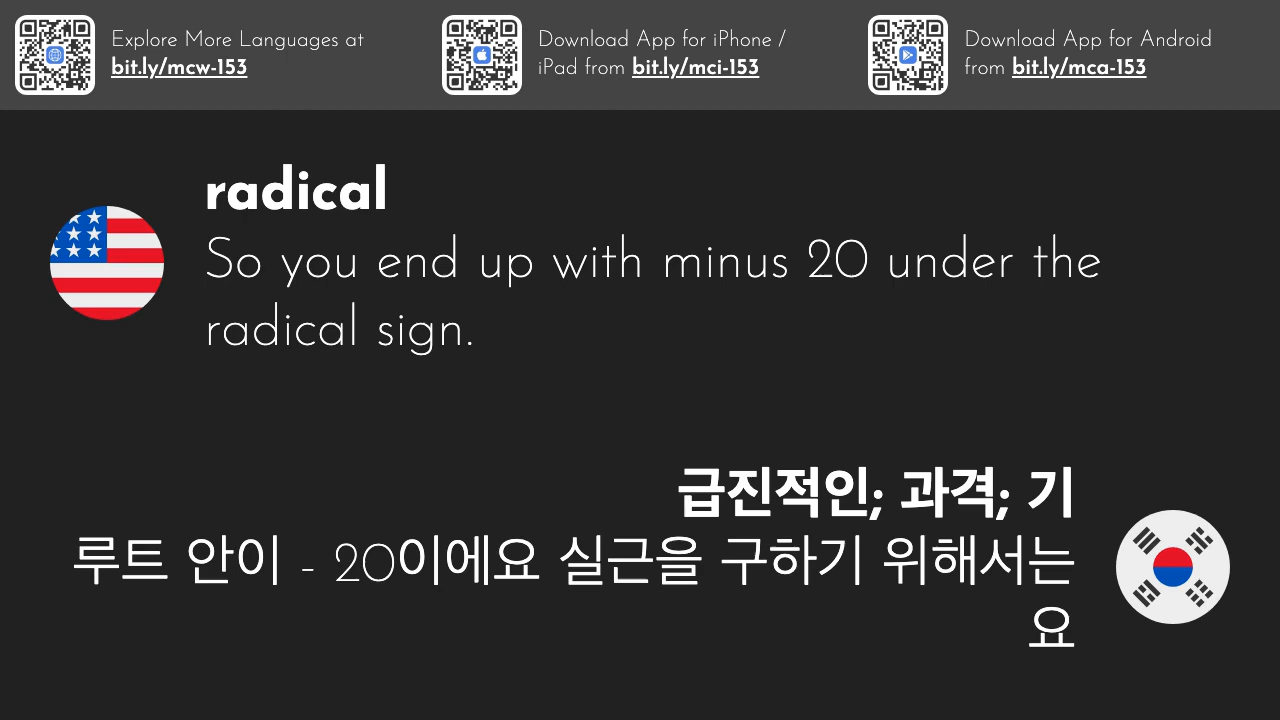 Explore More Languages at
bit.ly/mcw-153
Download App for iPhone /
iPad from bit.ly/mci-153
Download App for Android
from bit.ly/mca-153
radical
So you end up with minus 20 under the
radical sign.
급진적인; 과격; 기
루트 안이 - 20이에요 실근을 구하기 위해서는
요